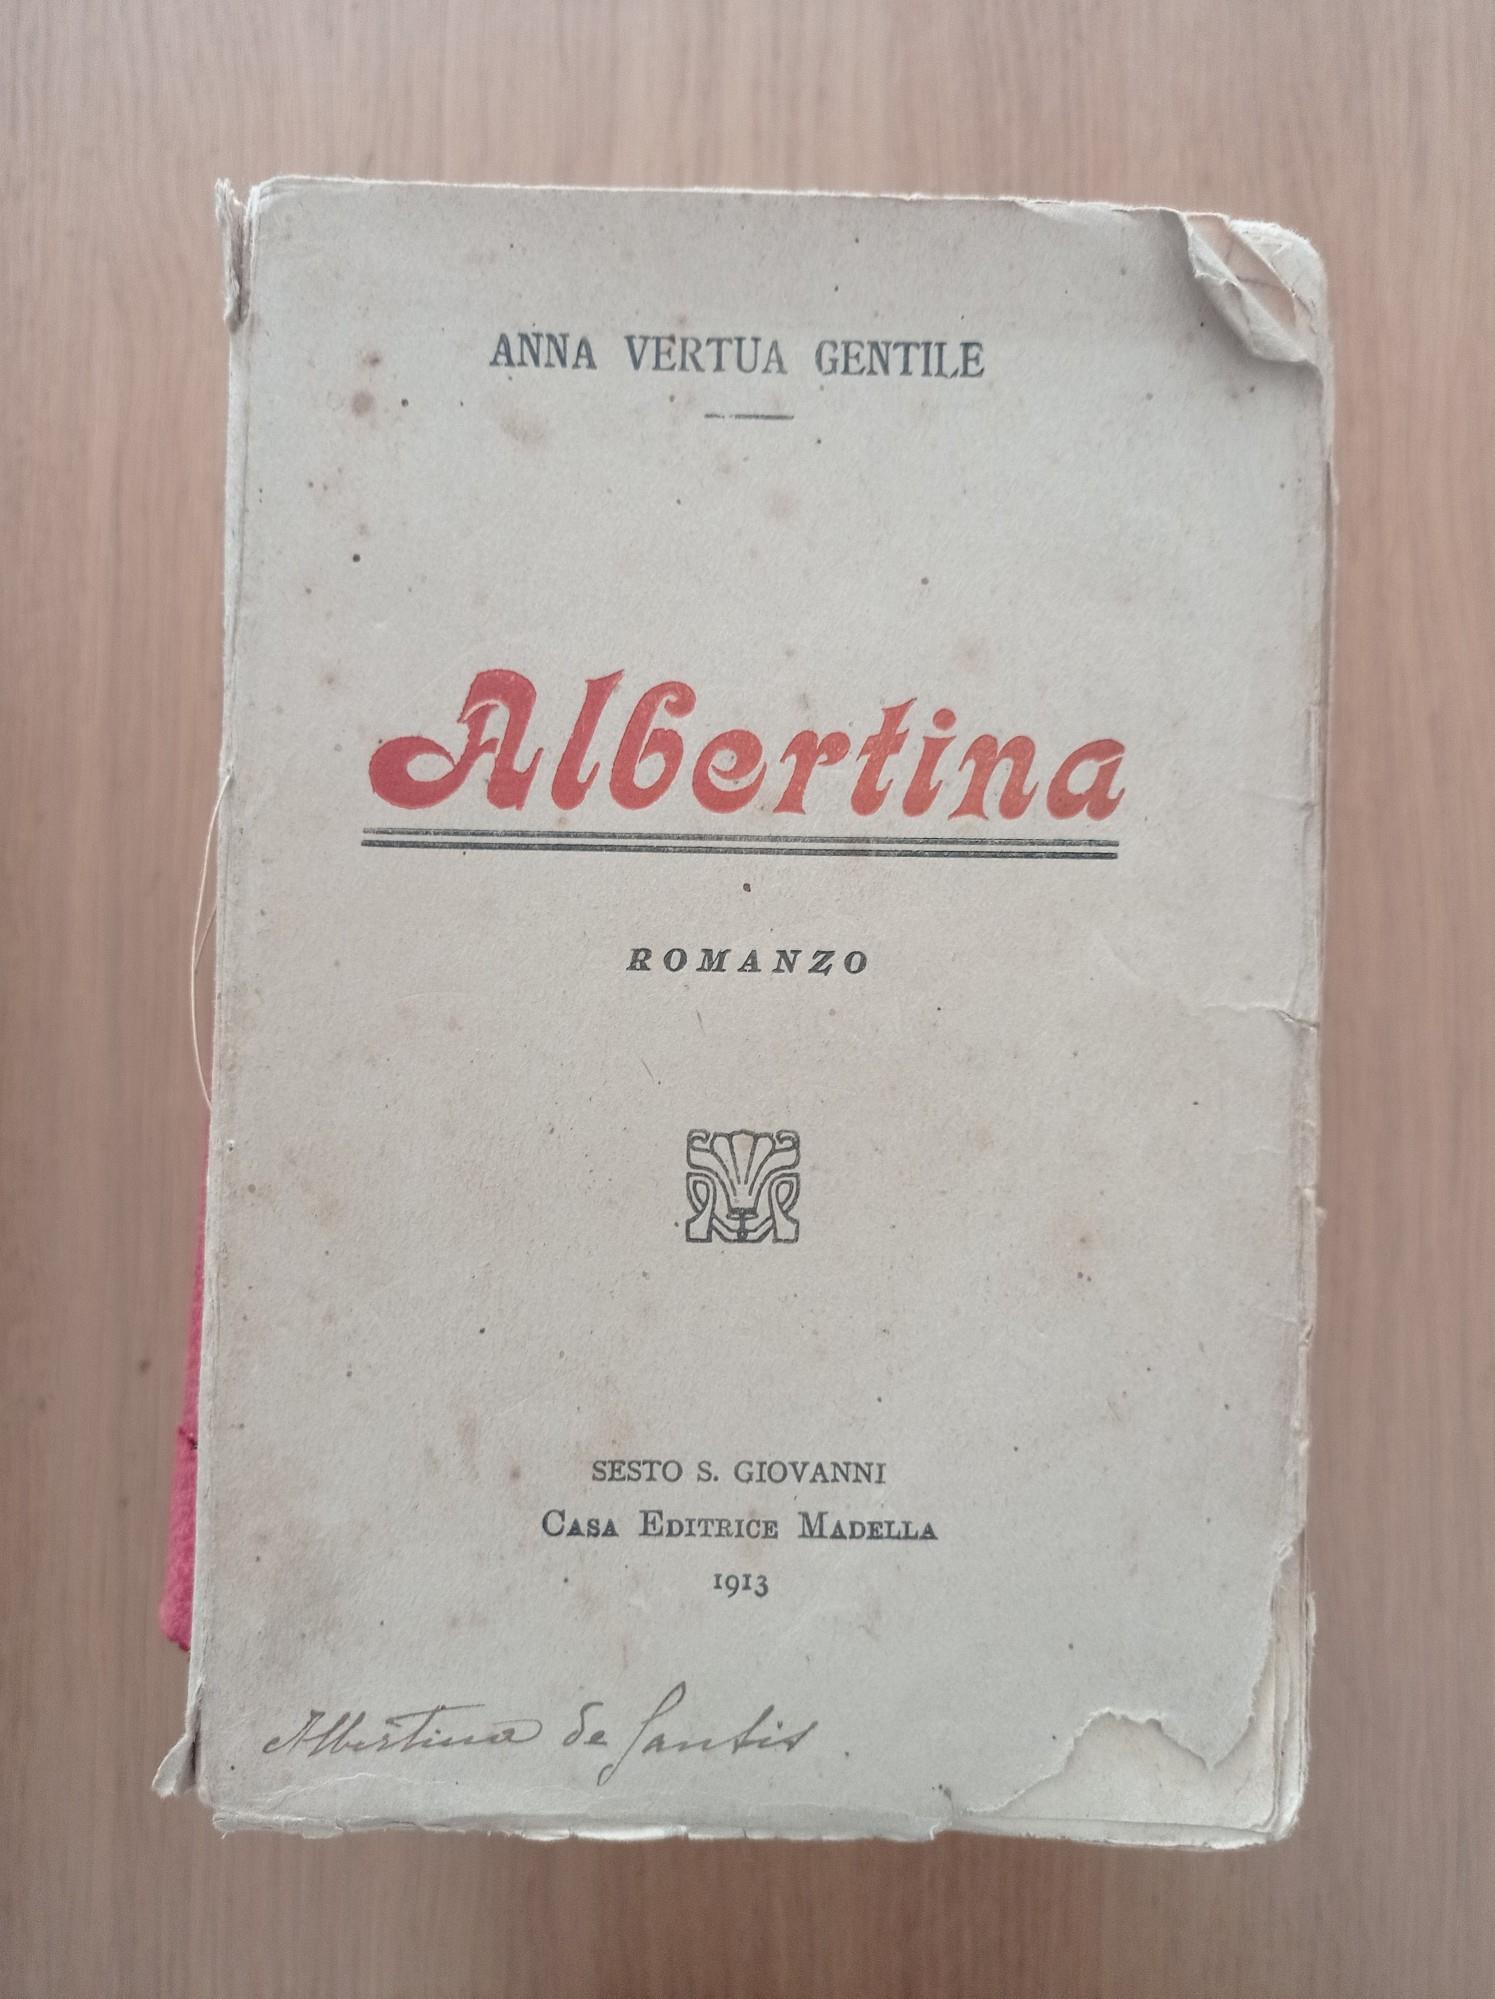 ANNA VERTUA GENTILE
Albertina
ROMANZO
SESTO S. GIOVANNI
CASA EDITRICE MADELLA
1913
Albertina de Santis.